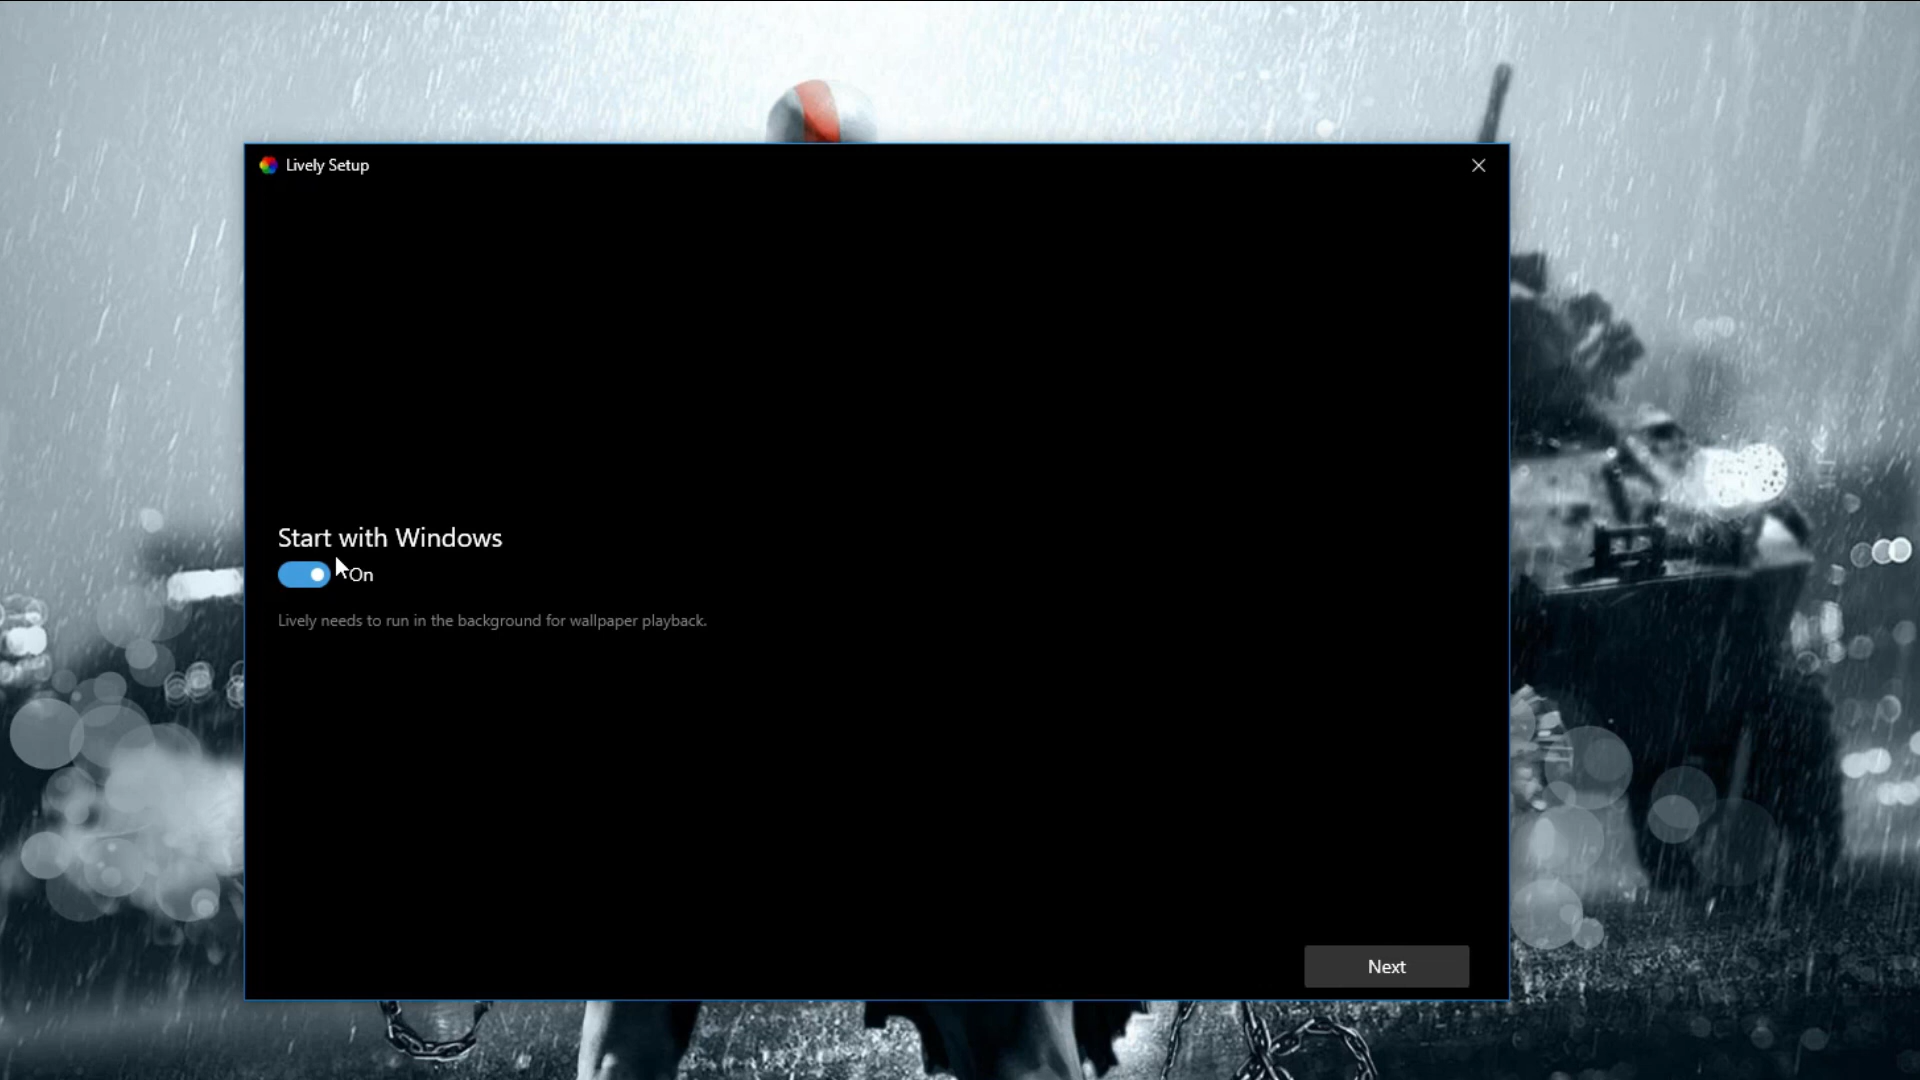 Lively Setup
Start with Windows
On
Lively needs to run in the background for wallpaper playback.
Next